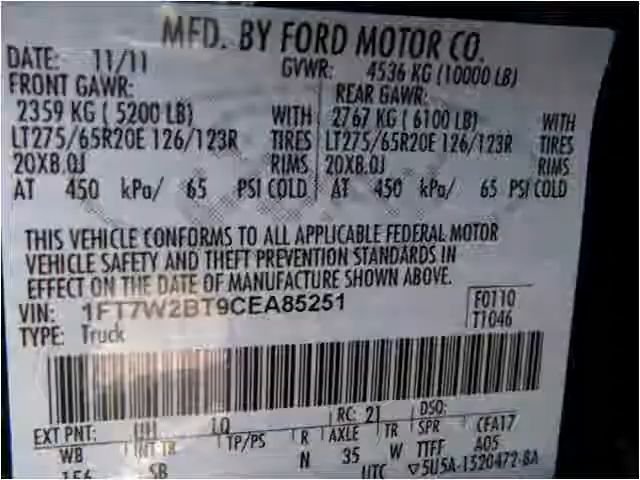 MFD. BY FORD MOTOR CO.
DATE: 11/11 GVWR: 4536 KG (10000 LB)
FRONT GAWR: REAR GAWR:
2359 KG ( 5200 LB) WITH 2767 KG ( 6100 LB) WITH
LT275/65R20E 126/123R TIRES LT275/65R20E 126/123R TIRES
20X8.0J RIMS 20X8.0J RIMS
AT 450 kPa/ 65 PSI COLD AT 450 kPa/ 65 PSI COLD
THIS VEHICLE CONFORMS TO ALL APPLICABLE FEDERAL MOTOR
VEHICLE SAFETY AND THEFT PREVENTION STANDARDS IN
EFFECT ON THE DATE OF MANUFACTURE SHOWN ABOVE.
VIN: 1FT7W2BT9CEA85251 F0110
TYPE: Truck T1046
EXT PNT: RC: 21 DSO:
WB INT TR TP/PS R AXLE TR SPR CFA17
N 35 W TTFF A05
156 SB UTC ▽5U5A-1520472-BA